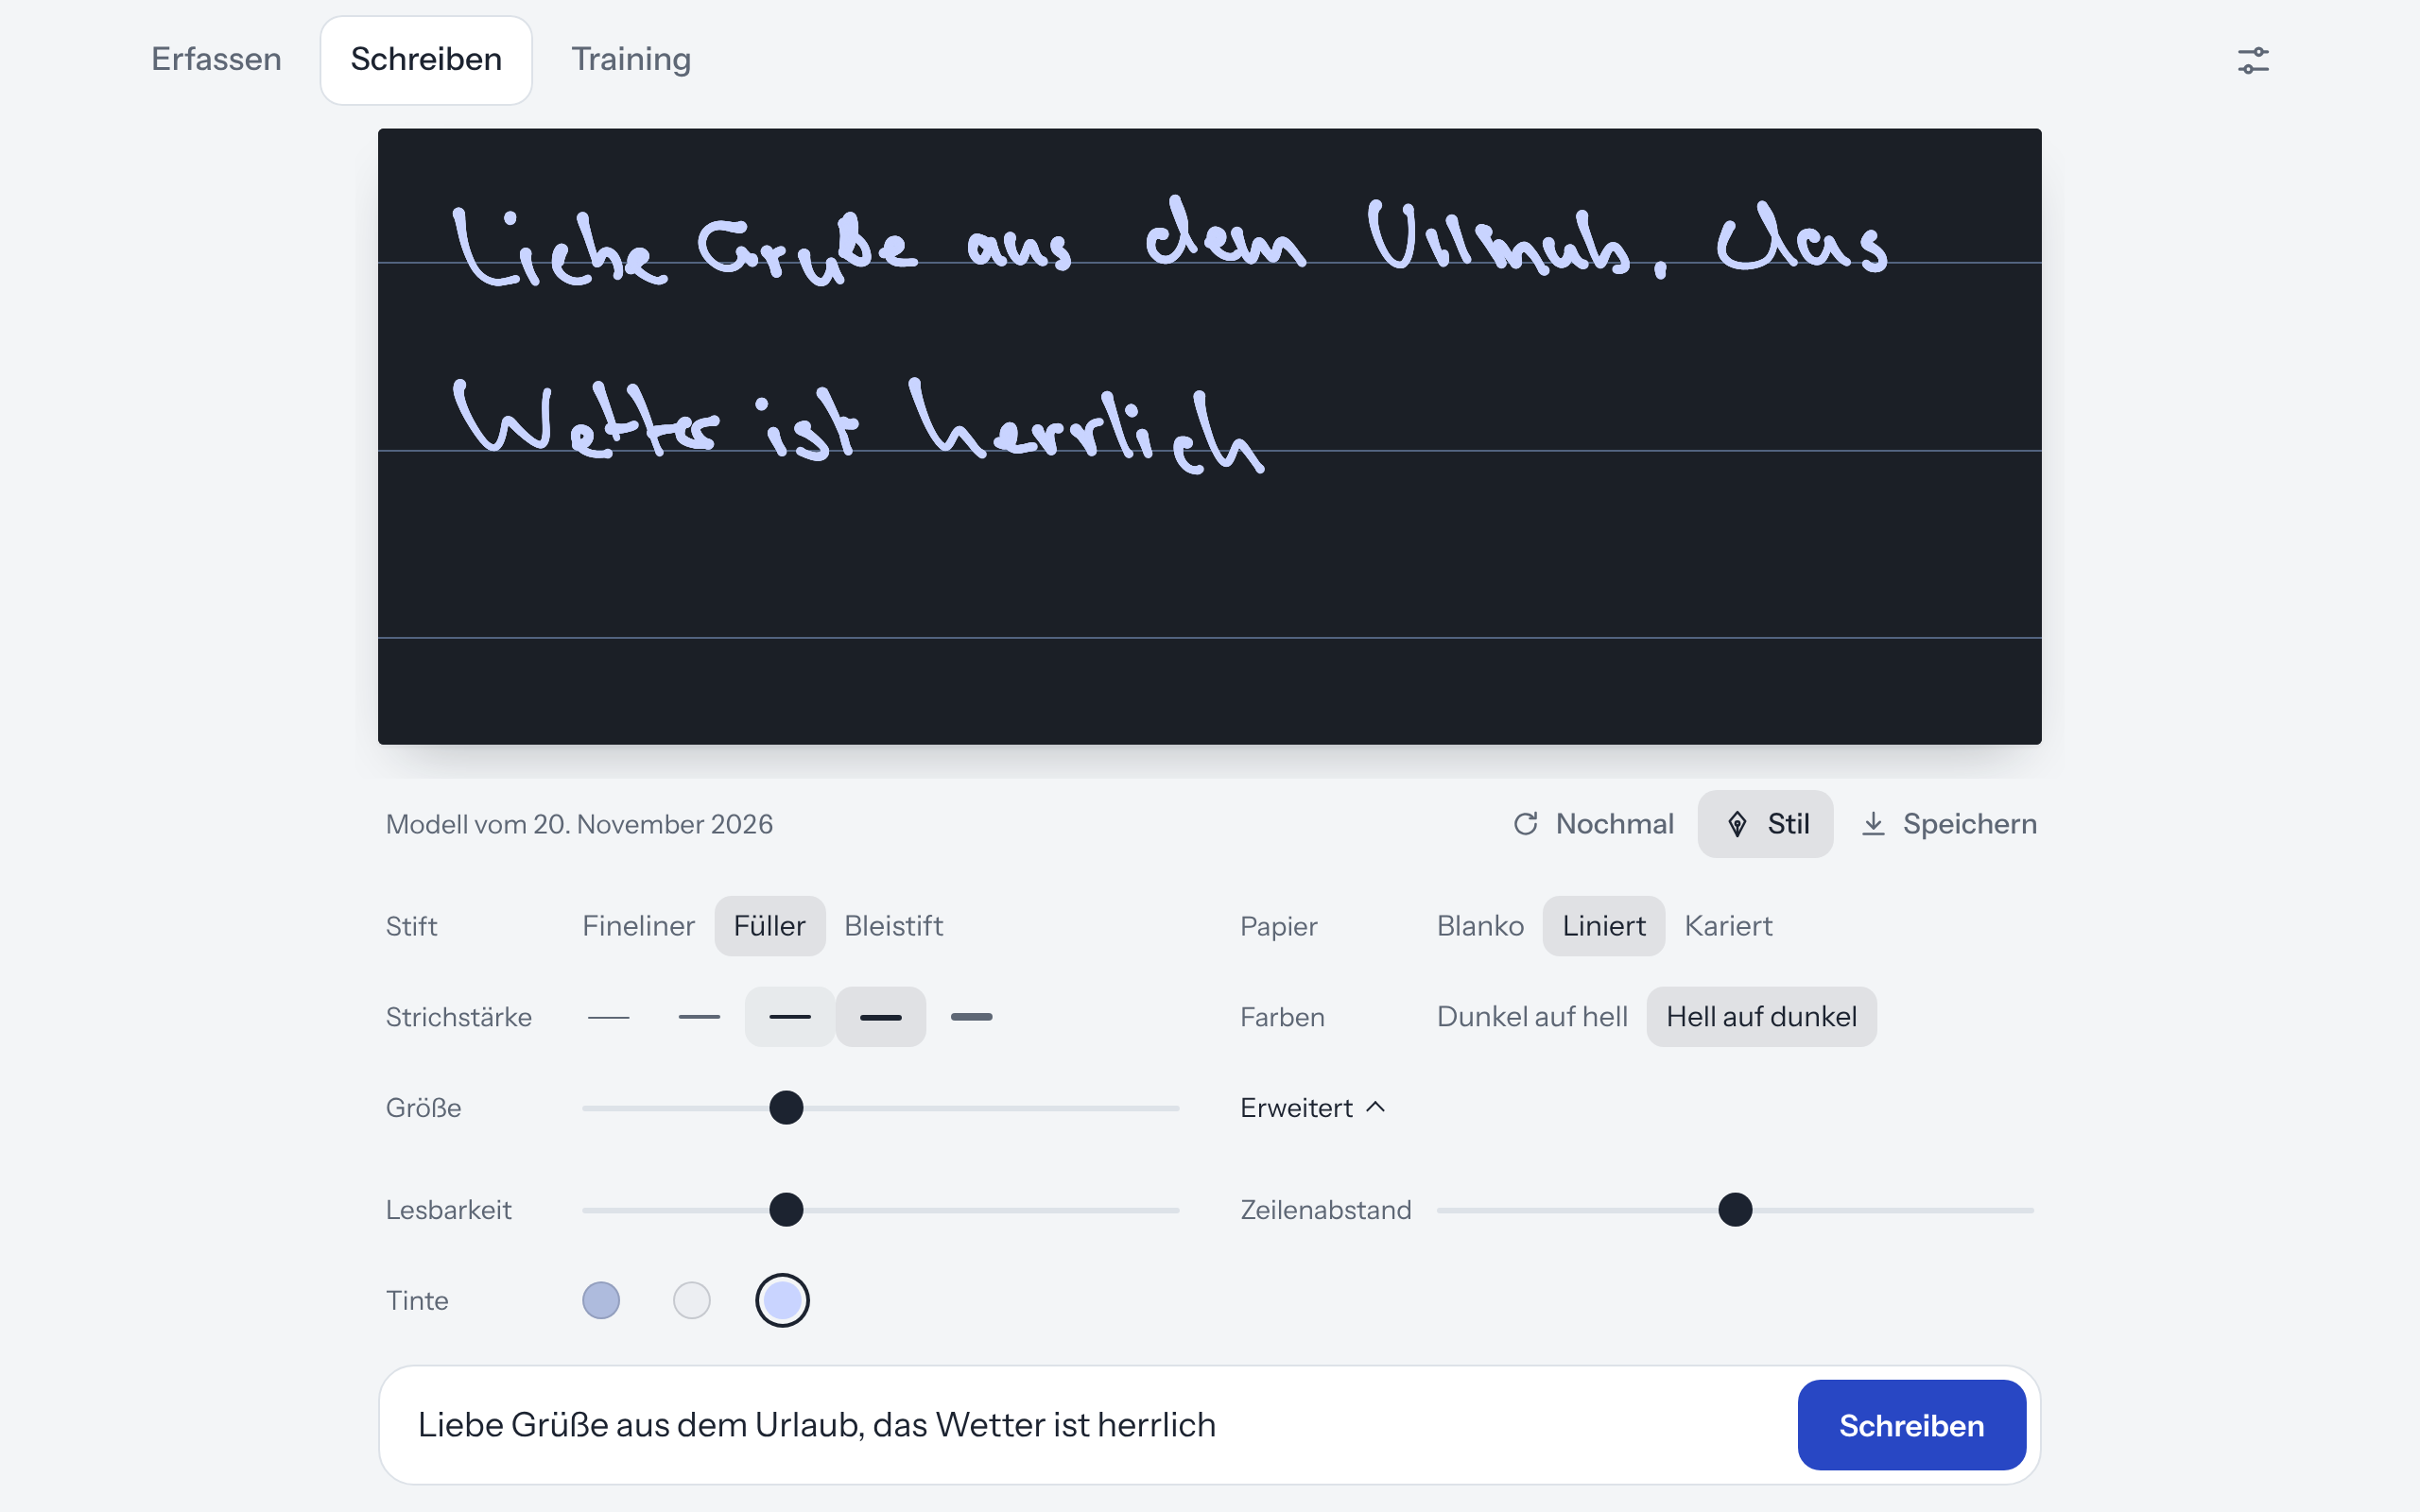 Erfassen Schreiben Training
Liebe Gruße aus dem Ulmub, das
Wetter ist herrlich
Modell vom 20. November 2026 Nochmal Stil Speichern
Stift Fineliner Füller Bleistift Papier Blanko Liniert Kariert
Strichstärke Farben Dunkel auf hell Hell auf dunkel
Größe Erweitert
Lesbarkeit Zeilenabstand
Tinte
Liebe Grüße aus dem Urlaub, das Wetter ist herrlich Schreiben